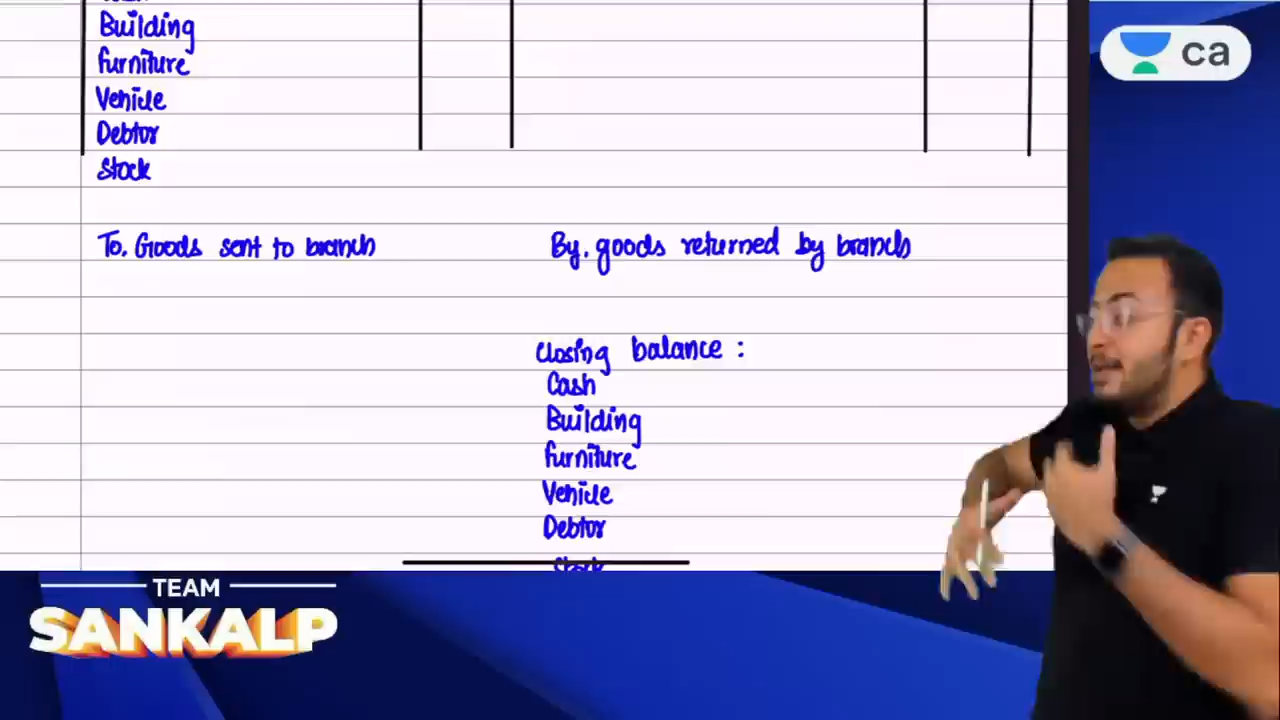 Building
Furniture
Vehicle
Debtor
Stock
To. Goods sent to branch
By. goods returned by branch
Closing balance :
Cash
Building
Furniture
Vehicle
Debtor
Stock
ca
TEAM
SANKALP